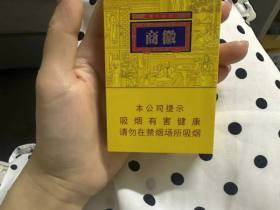 商徽
本公司提示
吸烟有害健康
请勿在禁烟场所吸烟